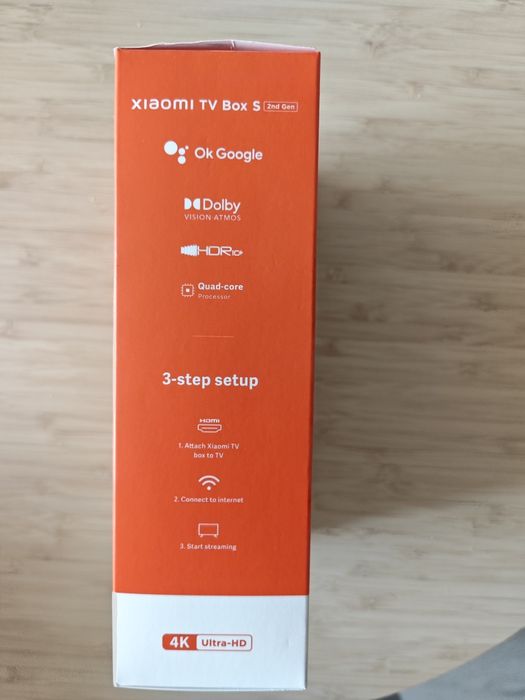 XIAOMI TV Box S 2nd Gen
Ok Google
Dolby
VISION·ATMOS
HDR10+
Quad-core
Processor
3-step setup
HDMI
1. Attach Xiaomi TV
box to TV
2. Connect to internet
3. Start streaming
4K Ultra-HD